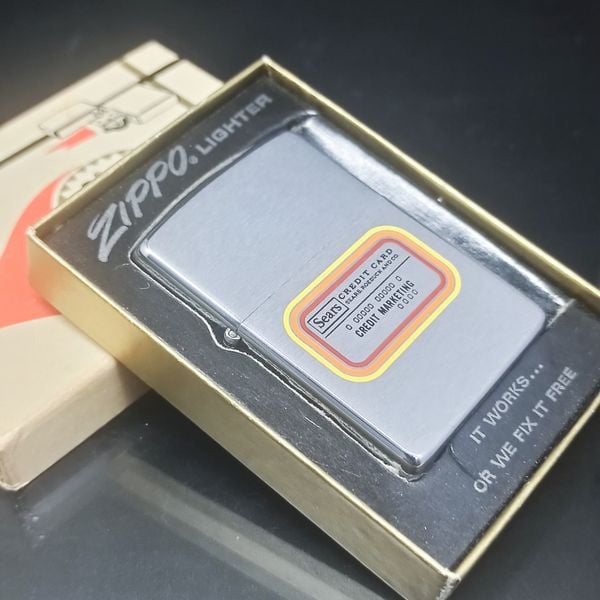 ZIPPO® LIGHTER
Sears CREDIT CARD
SEARS, ROEBUCK AND CO
0 00000 00000 0
CREDIT MARKETING
0000
IT WORKS...
OR WE FIX IT FREE